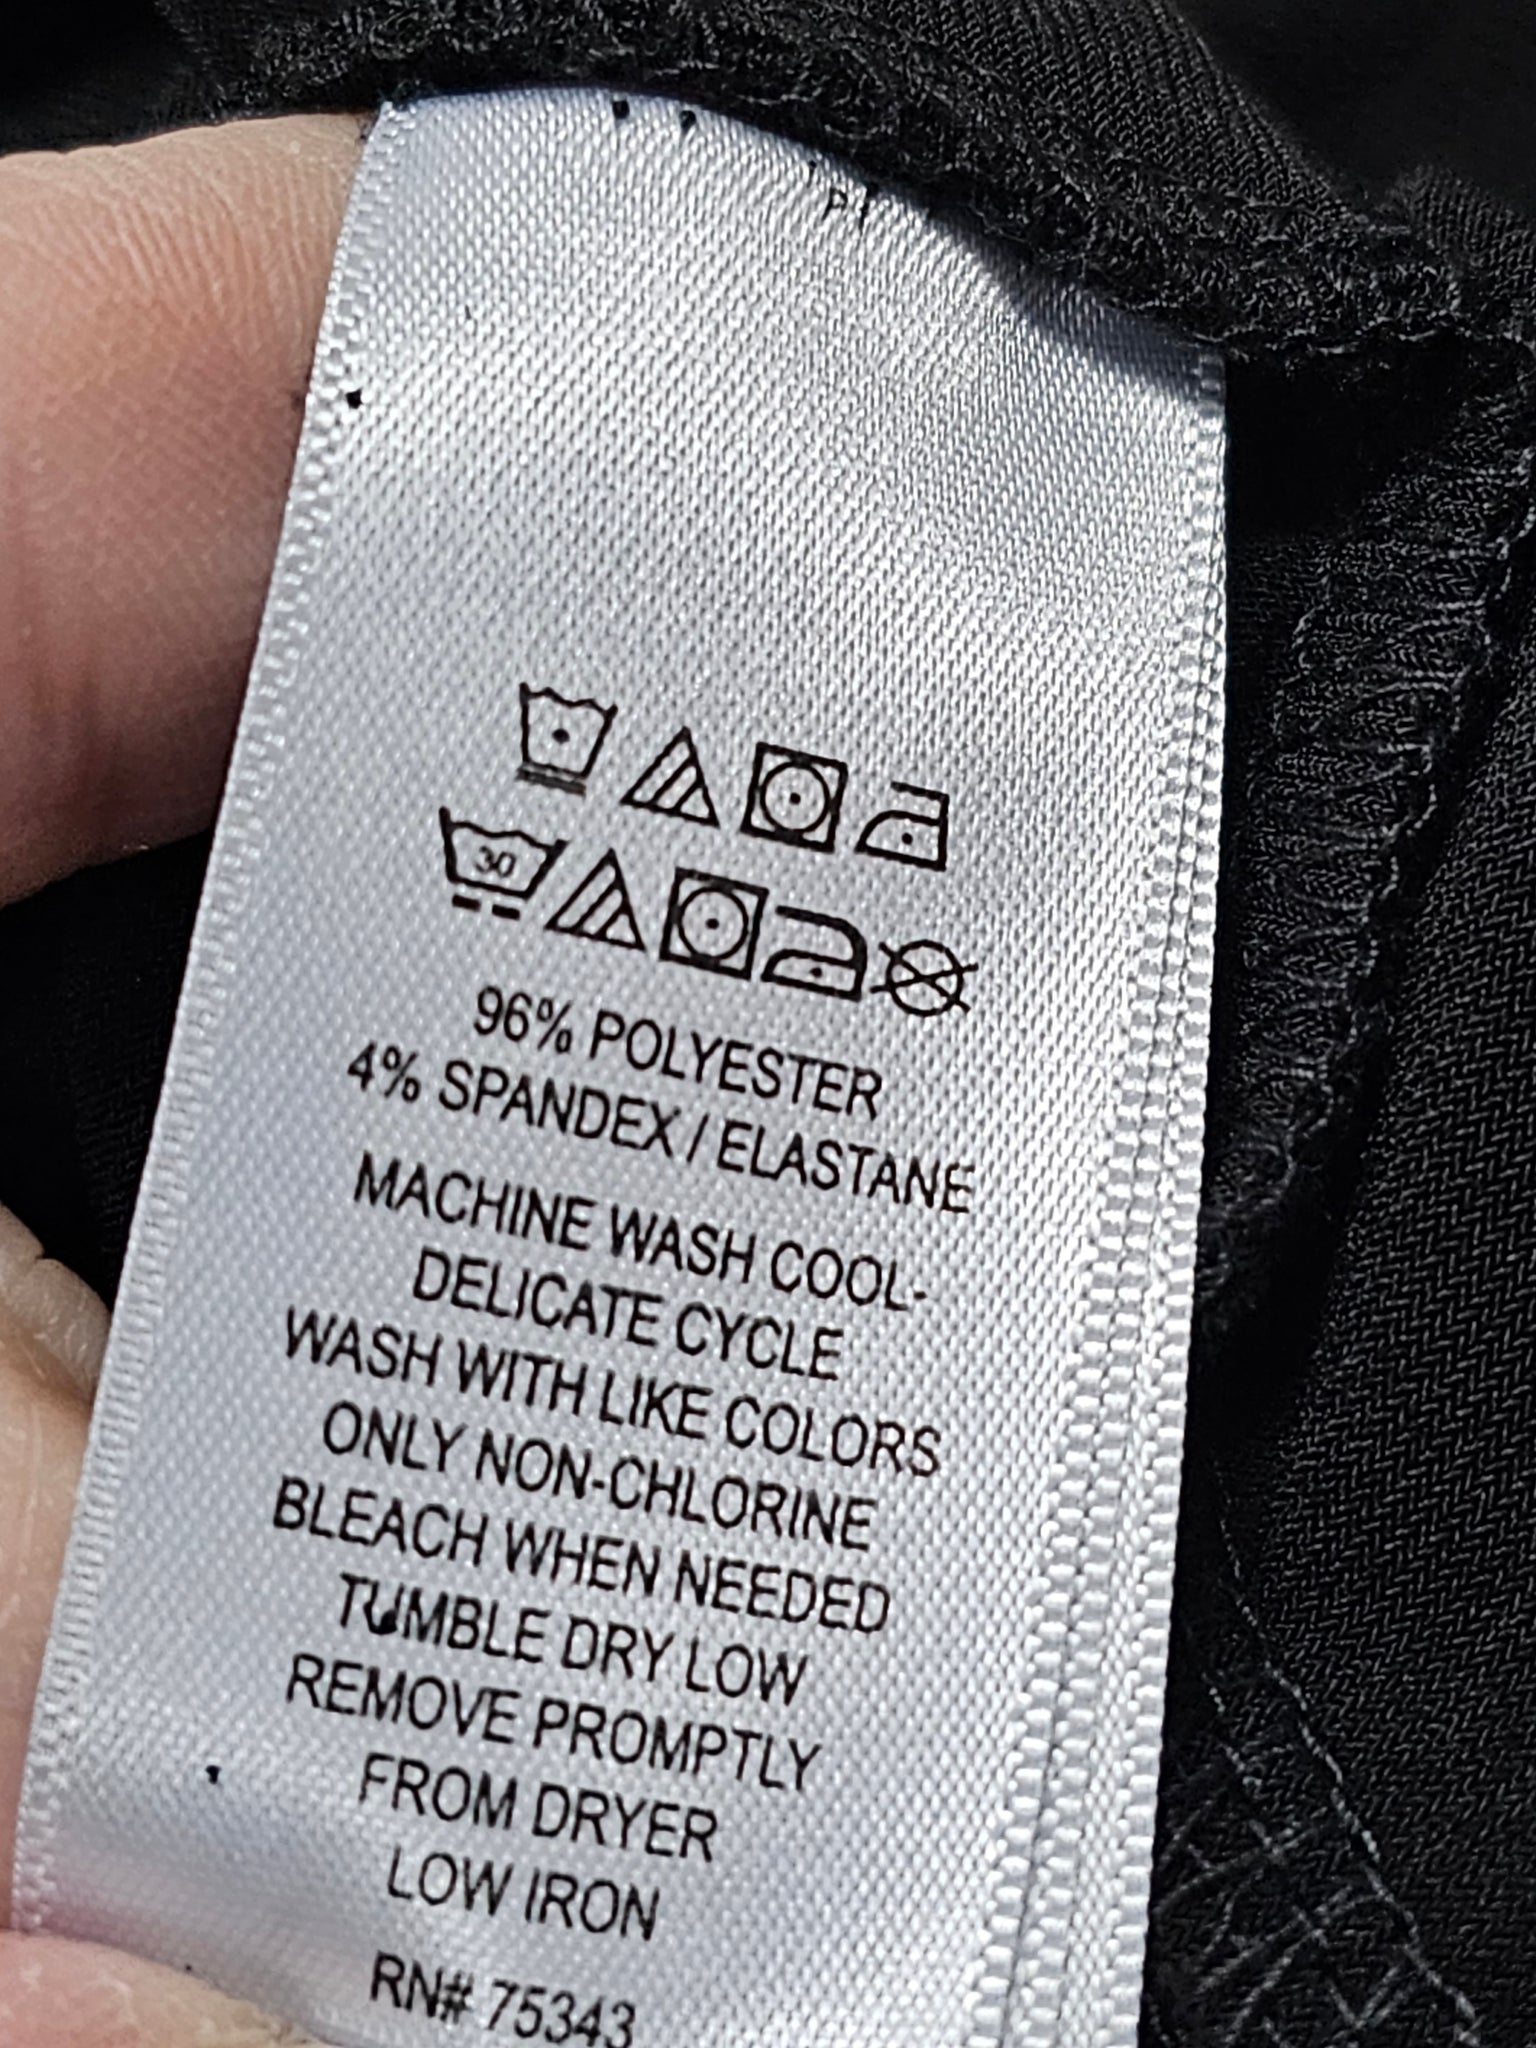 30
96% POLYESTER
4% SPANDEX / ELASTANE
MACHINE WASH COOL-
DELICATE CYCLE
WASH WITH LIKE COLORS
ONLY NON-CHLORINE
BLEACH WHEN NEEDED
TUMBLE DRY LOW
REMOVE PROMPTLY
FROM DRYER
LOW IRON
RN# 75343